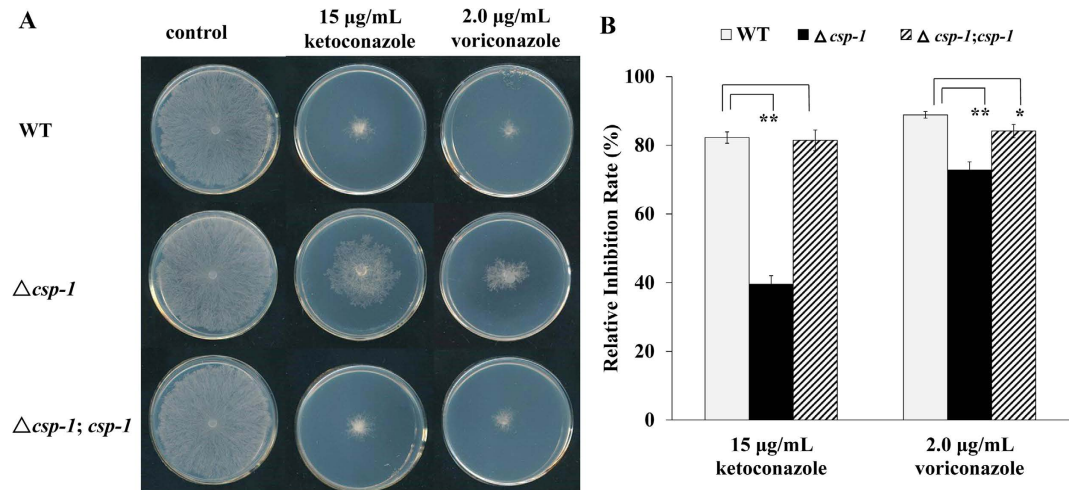 A
control
15 μg/mL
ketoconazole
2.0 μg/mL
voriconazole
WT
△csp-1
△csp-1; csp-1
B
WT
△ csp-1
△ csp-1;csp-1
Relative Inhibition Rate (%)
100
80
60
40
20
0
**
** *
15 μg/mL
ketoconazole
2.0 μg/mL
voriconazole